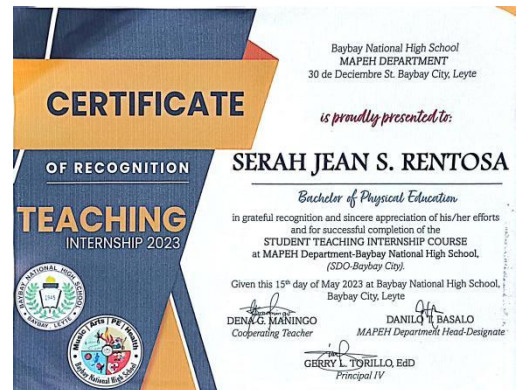 Baybay National High School
MAPEH DEPARTMENT
30 de Deciembre St. Baybay City, Leyte
CERTIFICATE
is proudly presented to:
OF RECOGNITION
SERAH JEAN S. RENTOSA
Bachelor of Physical Education
TEACHING
INTERNSHIP 2023
in grateful recognition and sincere appreciation of his/her efforts
and for successful completion of the
STUDENT TEACHING INTERNSHIP COURSE
at MAPEH Department-Baybay National High School,
(SDO-Baybay City).
Given this 15th day of May 2023 at Baybay National High School,
Baybay City, Leyte
DENA G. MANINGO
Cooperating Teacher
DANILO BASALO
MAPEH Department Head-Designate
GERRY L. TORILLO, EdD
Principal IV
BAYBAY NATIONAL HIGH SCHOOL
1945
BAYBAY, LEYTE
Music | Arts | PE | Health
Baybay National High School